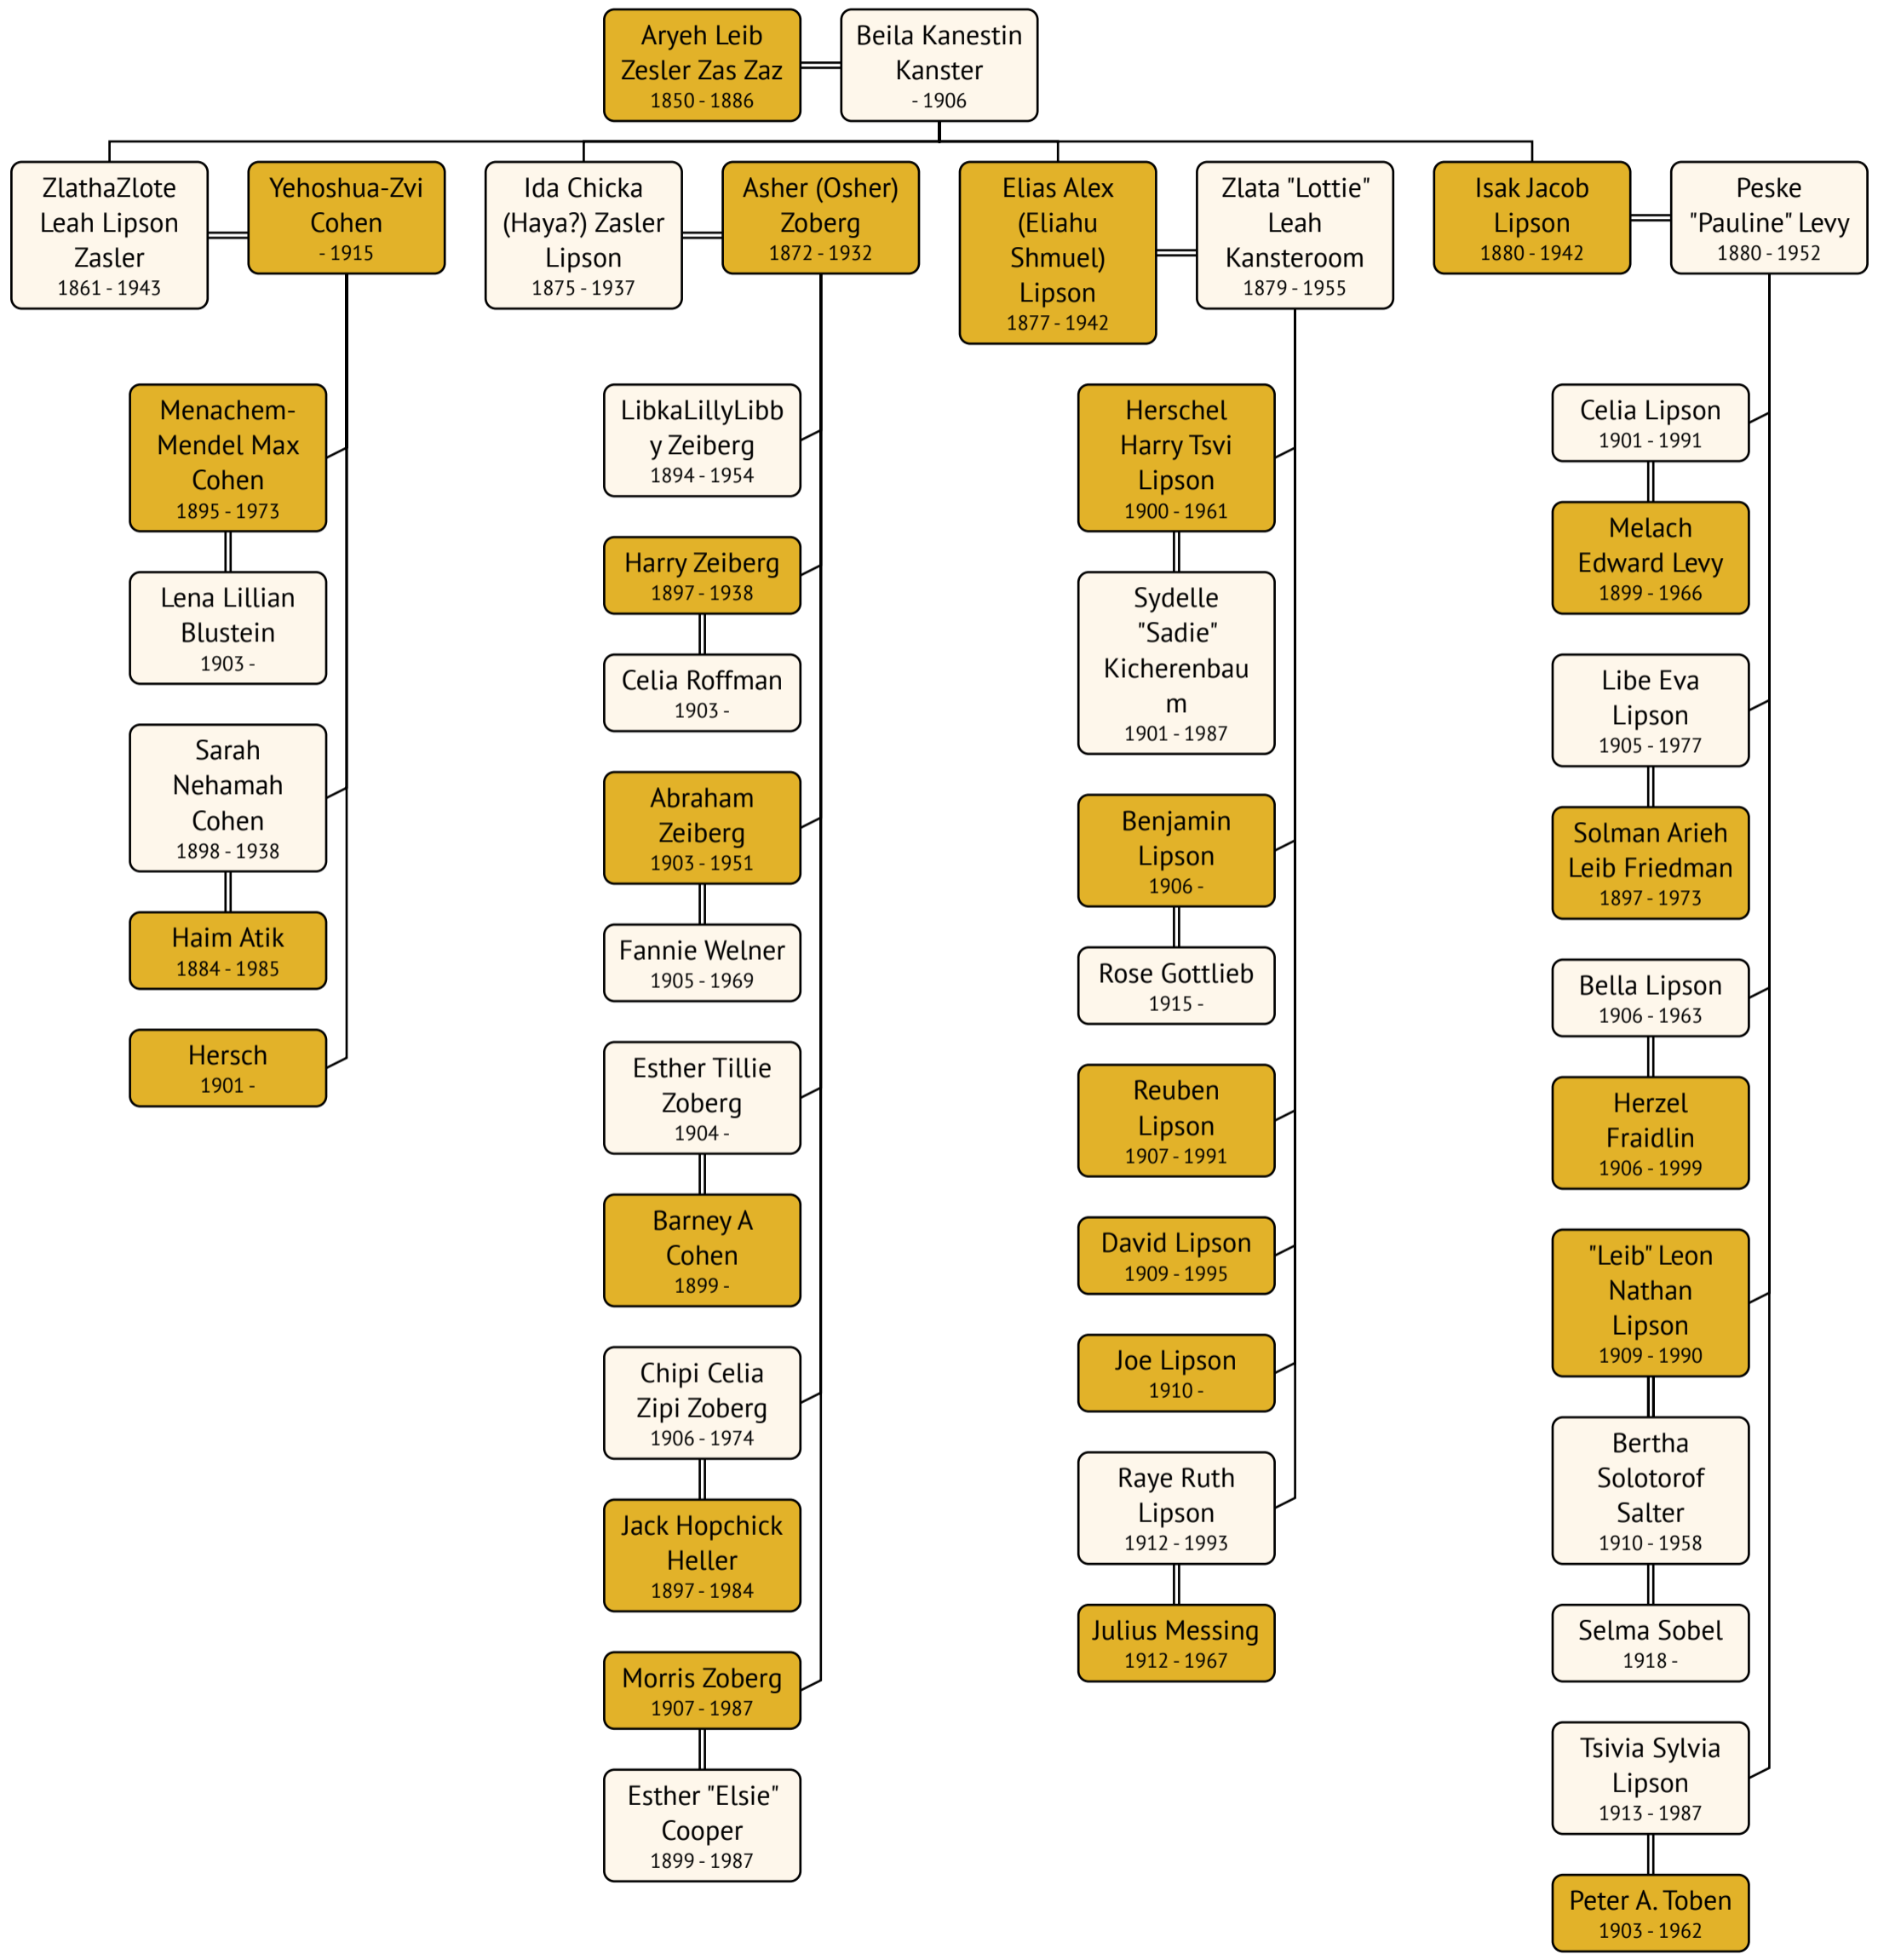 Aryeh Leib
Zesler Zas Zaz
1850 - 1886
Beila Kanestin
Kanster
- 1906
ZlathaZlote
Leah Lipson
Zasler
1861 - 1943
Yehoshua-Zvi
Cohen
- 1915
Ida Chicka
(Haya?) Zasler
Lipson
1875 - 1937
Asher (Osher)
Zoberg
1872 - 1932
Elias Alex
(Eliahu
Shmuel)
Lipson
1877 - 1942
Zlata "Lottie"
Leah
Kansteroom
1879 - 1955
Isak Jacob
Lipson
1880 - 1942
Peske
"Pauline" Levy
1880 - 1952
Menachem-
Mendel Max
Cohen
1895 - 1973
Lena Lillian
Blustein
1903 -
Sarah
Nehamah
Cohen
1898 - 1938
Haim Atik
1884 - 1985
Hersch
1901 -
LibkaLillyLibb
y Zeiberg
1894 - 1954
Harry Zeiberg
1897 - 1938
Celia Roffman
1903 -
Abraham
Zeiberg
1903 - 1951
Fannie Welner
1905 - 1969
Esther Tillie
Zoberg
1904 -
Barney A
Cohen
1899 -
Chipi Celia
Zipi Zoberg
1906 - 1974
Jack Hopchick
Heller
1897 - 1984
Morris Zoberg
1907 - 1987
Esther "Elsie"
Cooper
1899 - 1987
Herschel
Harry Tsvi
Lipson
1900 - 1961
Sydelle
"Sadie"
Kicherenbau
m
1901 - 1987
Benjamin
Lipson
1906 -
Rose Gottlieb
1915 -
Reuben
Lipson
1907 - 1991
David Lipson
1909 - 1995
Joe Lipson
1910 -
Raye Ruth
Lipson
1912 - 1993
Julius Messing
1912 - 1967
Celia Lipson
1901 - 1991
Melach
Edward Levy
1899 - 1966
Libe Eva
Lipson
1905 - 1977
Solman Arieh
Leib Friedman
1897 - 1973
Bella Lipson
1906 - 1963
Herzel
Fraidlin
1906 - 1999
"Leib" Leon
Nathan
Lipson
1909 - 1990
Bertha
Solotorof
Salter
1910 - 1958
Selma Sobel
1918 -
Tsivia Sylvia
Lipson
1913 - 1987
Peter A. Toben
1903 - 1962